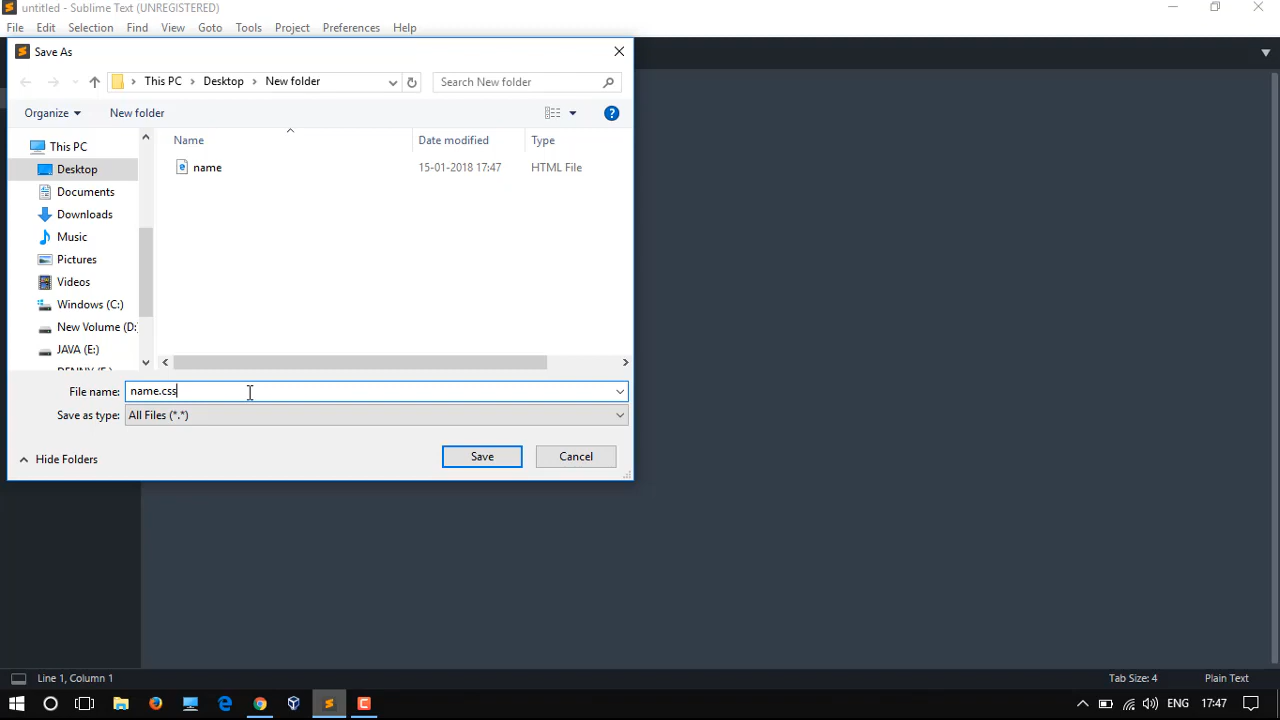 untitled - Sublime Text (UNREGISTERED)
File Edit Selection Find View Goto Tools Project Preferences Help
Save As
This PC > Desktop > New folder
Search New folder
Organize
New folder
Name Date modified Type
This PC
name 15-01-2018 17:47 HTML File
Desktop
Documents
Downloads
Music
Pictures
Videos
Windows (C:)
New Volume (D:
JAVA (E:)
File name: name.css
Save as type: All Files (*.*)
Hide Folders
Save
Cancel
Line 1, Column 1
Tab Size: 4
Plain Text
ENG
17:47